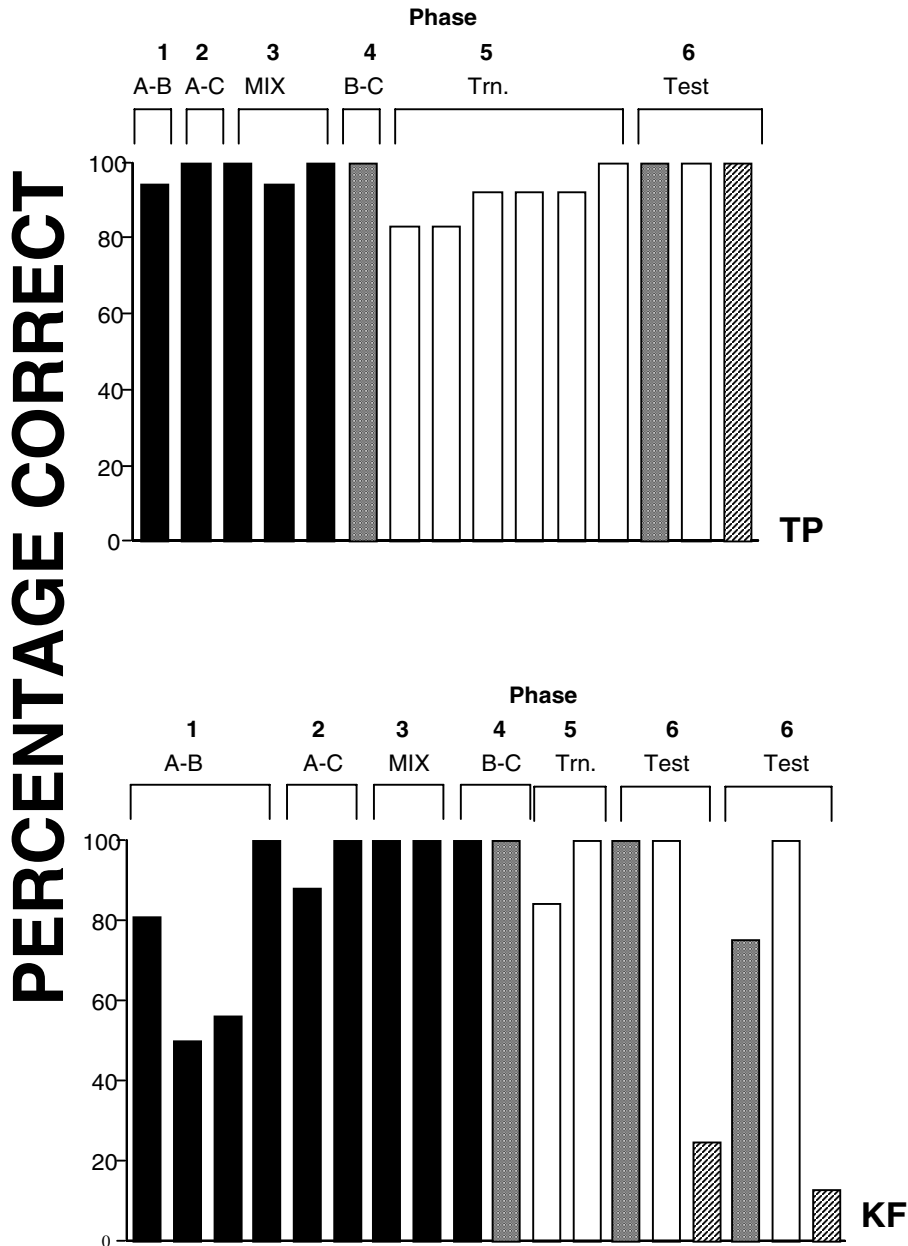 Phase
1 2 3 4 5 6
A-B A-C MIX B-C Trn. Test
100
80
60
40
20
0
TP
PERCENTAGE CORRECT
Phase
1 2 3 4 5 6 6
A-B A-C MIX B-C Trn. Test Test
100
80
60
40
20
0
KF